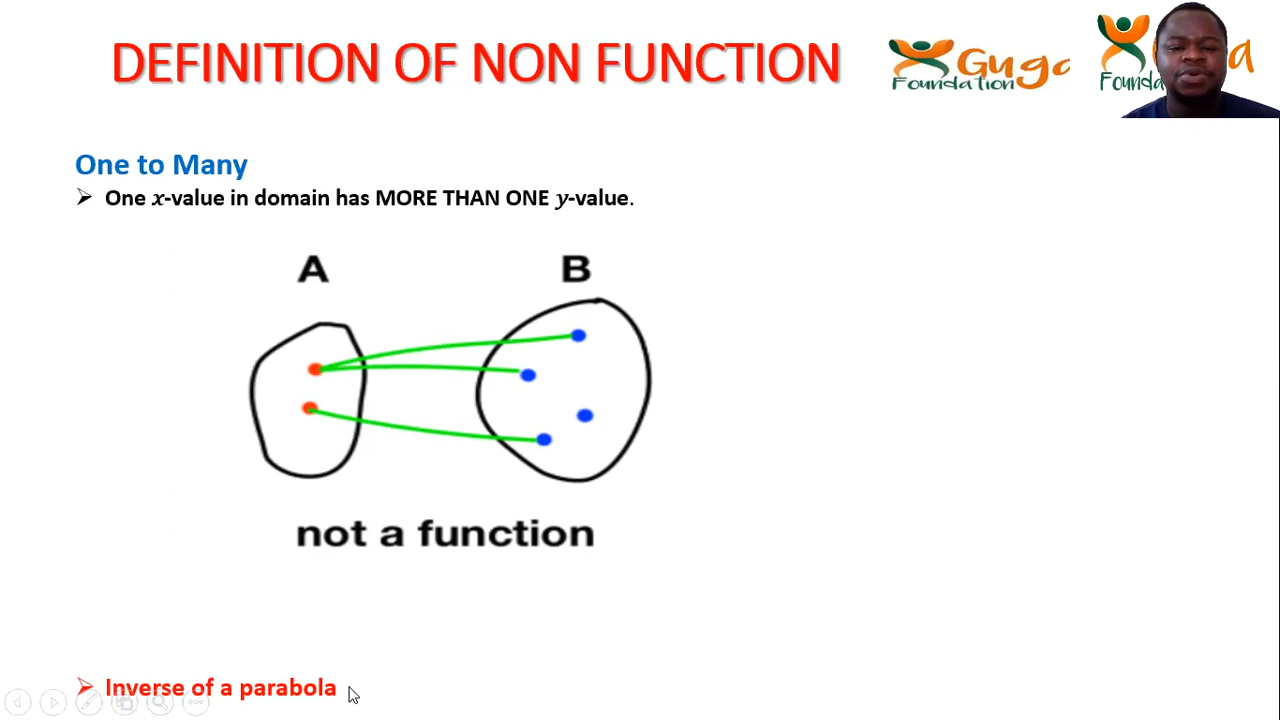 DEFINITION OF NON FUNCTION
Guga
Foundation
One to Many
➢ One x-value in domain has MORE THAN ONE y-value.
A
B
not a function
➢ Inverse of a parabola